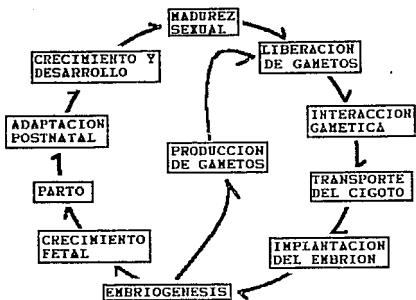 MADUREZ
SEXUAL
LIBERACION
DE GAMETOS
INTERACCION
GAMETICA
TRANSPORTE
DEL CIGOTO
IMPLANTACION
DEL EMBRION
EMBRIOGENESIS
CRECIMIENTO
FETAL
PARTO
ADAPTACION
POSTNATAL
CRECIMIENTO Y
DESARROLLO
PRODUCCION
DE GAMETOS